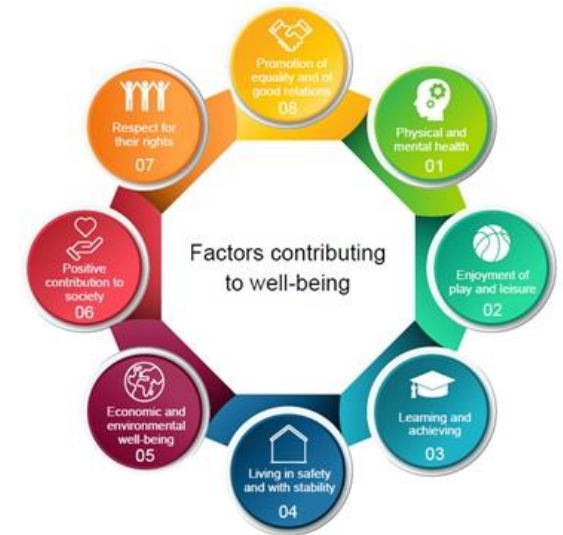 Factors contributing
to well-being
Physical and
mental health
01
Enjoyment of
play and leisure
02
Learning and
achieving
03
Living in safety
and with stability
04
Economic and
environmental
well-being
05
Positive
contribution to
society
06
Respect for
their rights
07
Promotion of
equality and of
good relations
08